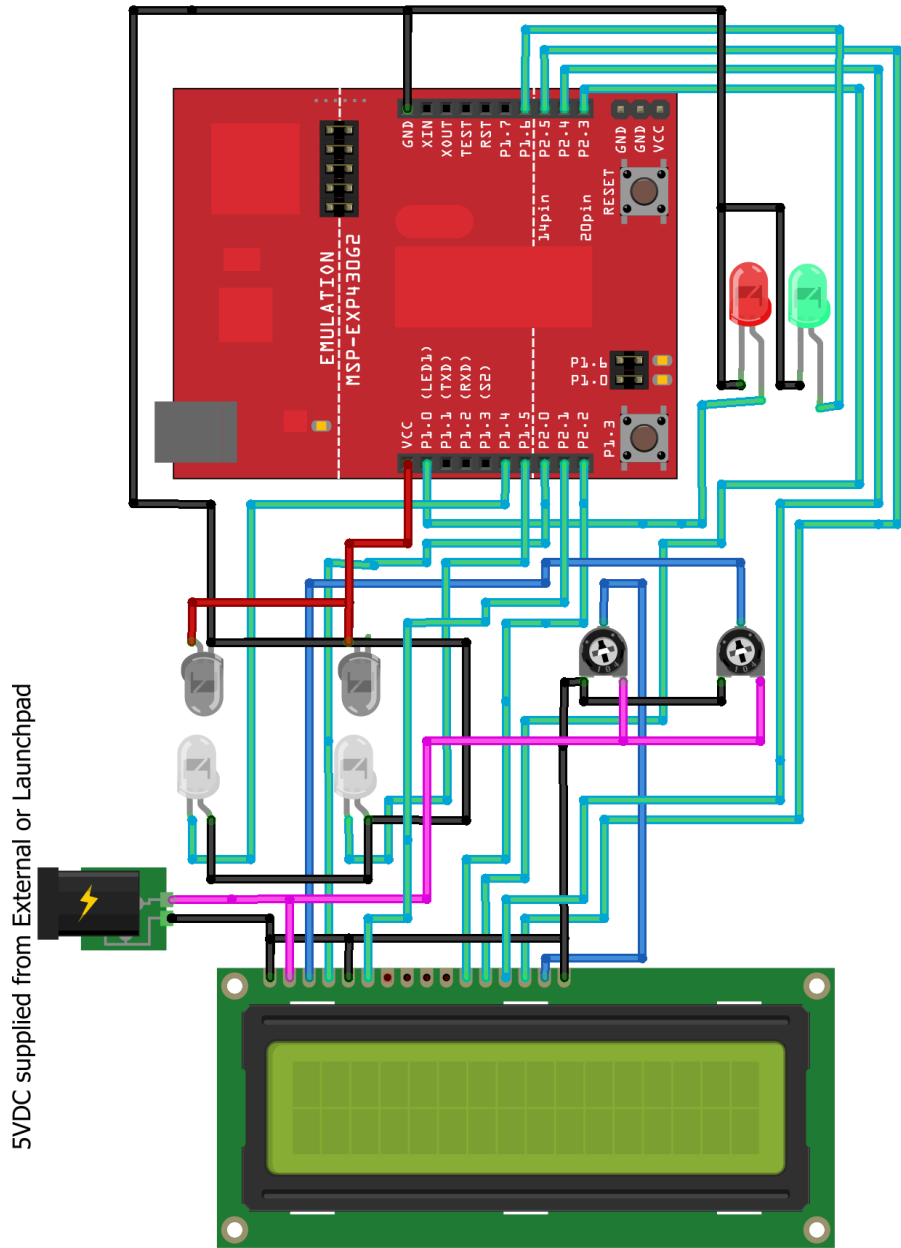 GND
XIN
XOUT
TEST
RST
P1.7
P1.6
P2.5
P2.4
P2.3
GND
GND
VCC
RESET
14pin
20pin
EMULATION
MSP-EXP430G2
P1.6
P1.0
VCC
P1.0 (LED1)
P1.1 (TXD)
P1.2 (RXD)
P1.3 (S2)
P1.4
P1.5
P2.0
P2.1
P2.2
P1.3
5VDC supplied from External or Launchpad